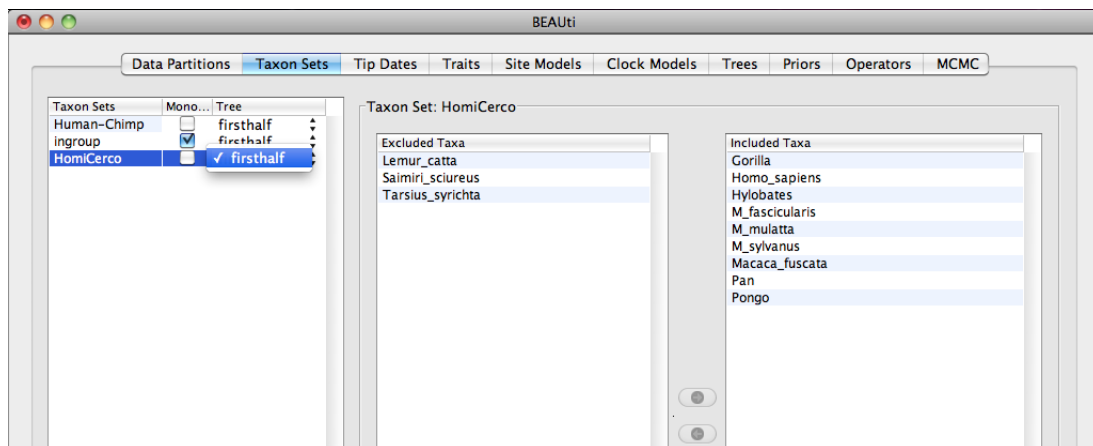 BEAUti
Data Partitions Taxon Sets Tip Dates Traits Site Models Clock Models Trees Priors Operators MCMC
Taxon Sets Mono... Tree
Human-Chimp firsthalf
ingroup firsthalf
HomiCerco ✓ firsthalf
Taxon Set: HomiCerco
Excluded Taxa
Lemur_catta
Saimiri_sciureus
Tarsius_syrichta
Included Taxa
Gorilla
Homo_sapiens
Hylobates
M_fascicularis
M_mulatta
M_sylvanus
Macaca_fuscata
Pan
Pongo